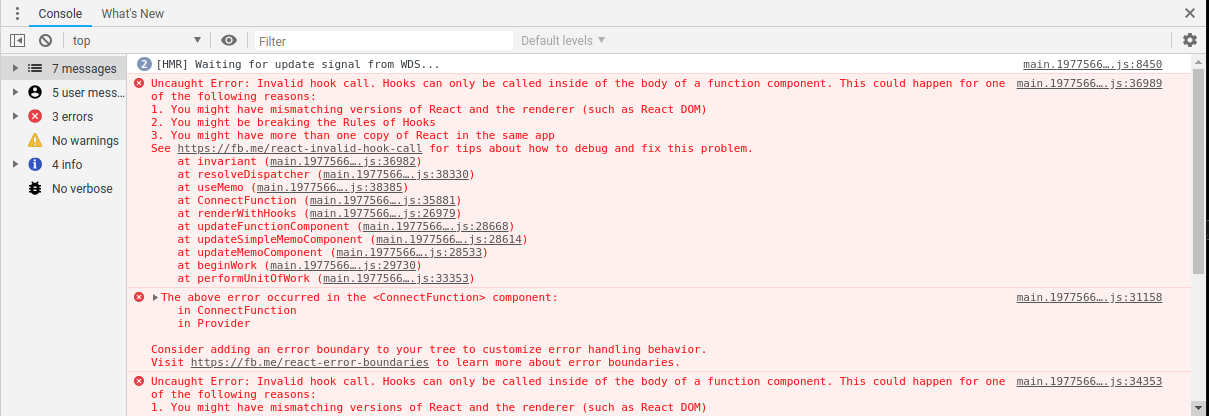 Console What's New
top Filter Default levels
7 messages
5 user mess...
3 errors
No warnings
4 info
No verbose
2 [HMR] Waiting for update signal from WDS... main.1977566….js:8450
Uncaught Error: Invalid hook call. Hooks can only be called inside of the body of a function component. This could happen for one main.1977566….js:36989
of the following reasons:
1. You might have mismatching versions of React and the renderer (such as React DOM)
2. You might be breaking the Rules of Hooks
3. You might have more than one copy of React in the same app
See https://fb.me/react-invalid-hook-call for tips about how to debug and fix this problem.
at invariant (main.1977566….js:36982)
at resolveDispatcher (main.1977566….js:38330)
at useMemo (main.1977566….js:38385)
at ConnectFunction (main.1977566….js:35881)
at renderWithHooks (main.1977566….js:26979)
at updateFunctionComponent (main.1977566….js:28668)
at updateSimpleMemoComponent (main.1977566….js:28614)
at updateMemoComponent (main.1977566….js:28533)
at beginWork (main.1977566….js:29730)
at performUnitOfWork (main.1977566….js:33353)
The above error occurred in the <ConnectFunction> component: main.1977566….js:31158
in ConnectFunction
in Provider
Consider adding an error boundary to your tree to customize error handling behavior.
Visit https://fb.me/react-error-boundaries to learn more about error boundaries.
Uncaught Error: Invalid hook call. Hooks can only be called inside of the body of a function component. This could happen for one main.1977566….js:34353
of the following reasons:
1. You might have mismatching versions of React and the renderer (such as React DOM)